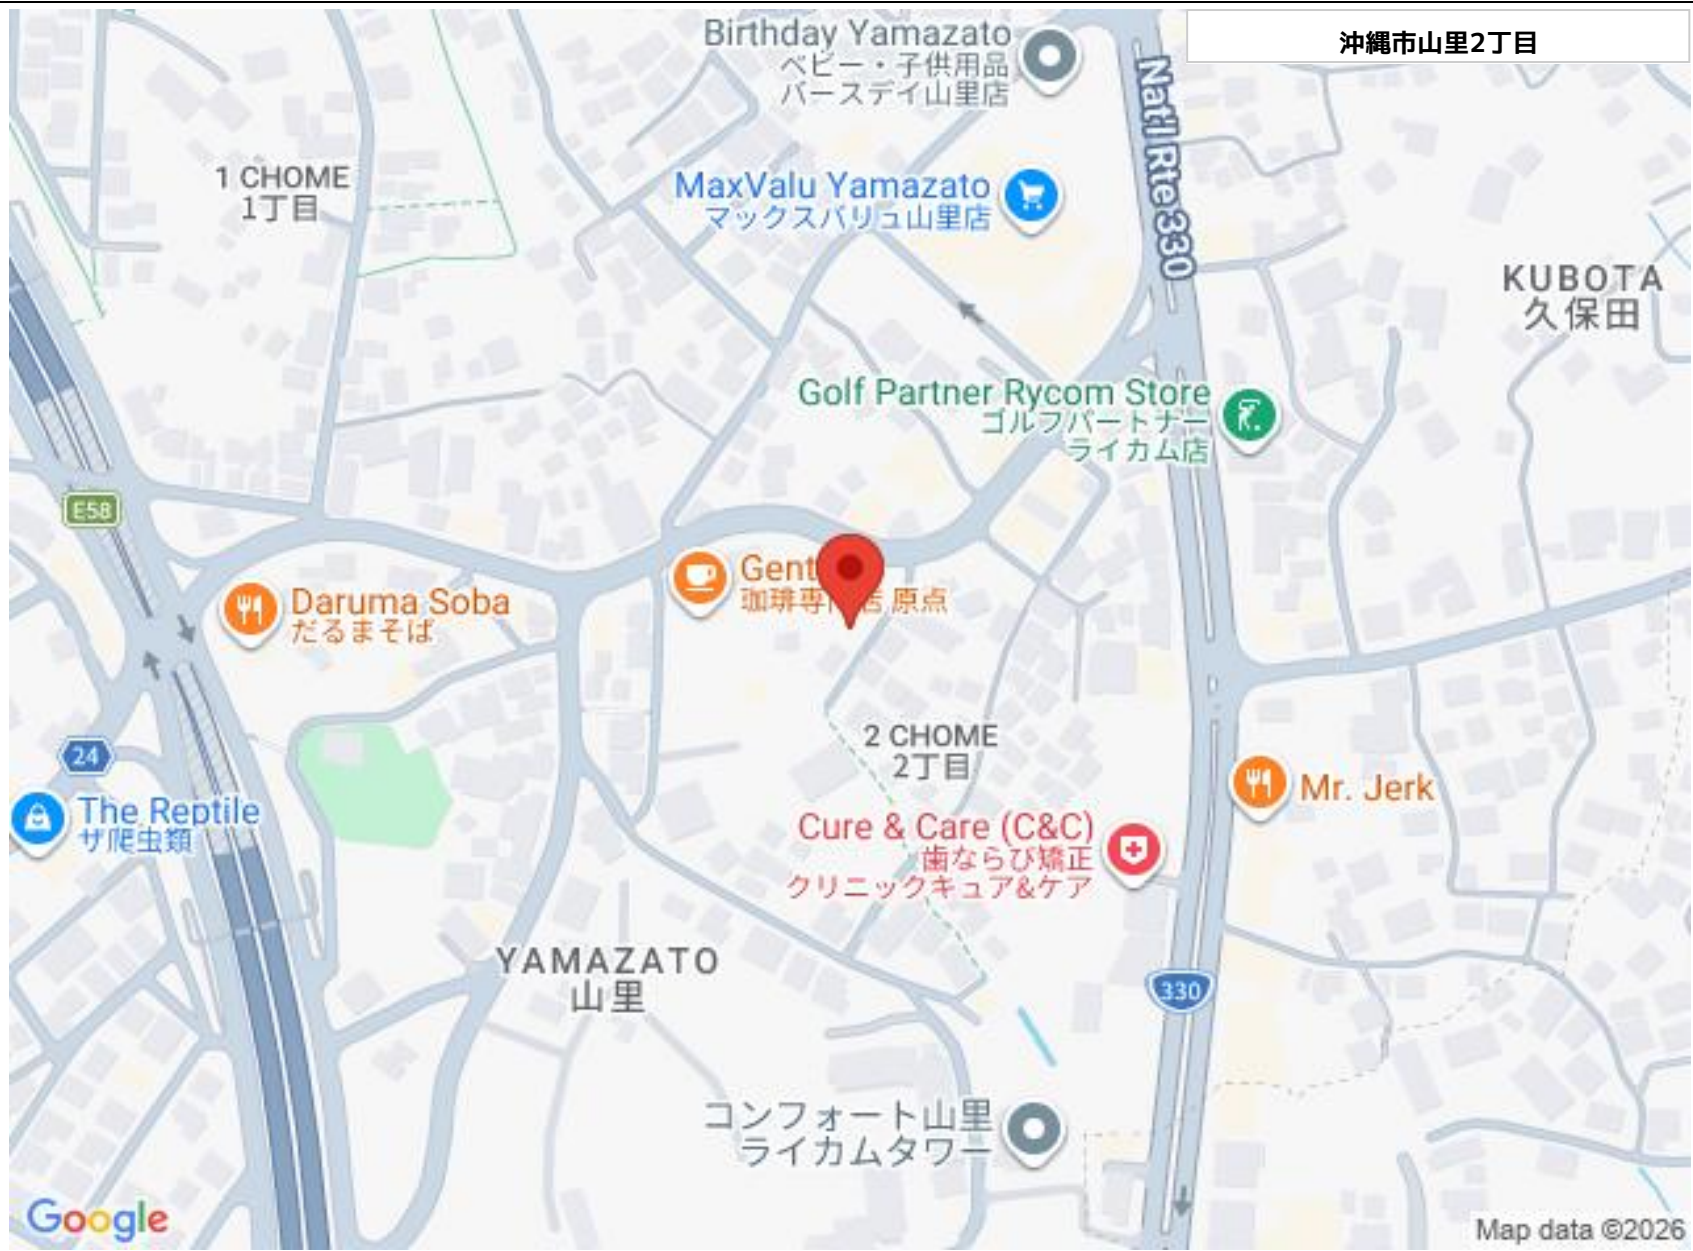 沖縄市山里2丁目
Birthday Yamazato
ベビー・子供用品
バースデイ山里店
Nat'l Rte 330
1 CHOME
1丁目
MaxValu Yamazato
マックスバリュ山里店
KUBOTA
久保田
Golf Partner Rycom Store
ゴルフパートナー
ライカム店
E58
Gent
珈琲専門店 原点
Daruma Soba
だるまそば
24
2 CHOME
2丁目
The Reptile
ザ爬虫類
Mr. Jerk
Cure & Care (C&C)
歯ならび矯正
クリニックキュア&ケア
YAMAZATO
山里
330
コンフォート山里
ライカムタワー
Google
Map data ©2026